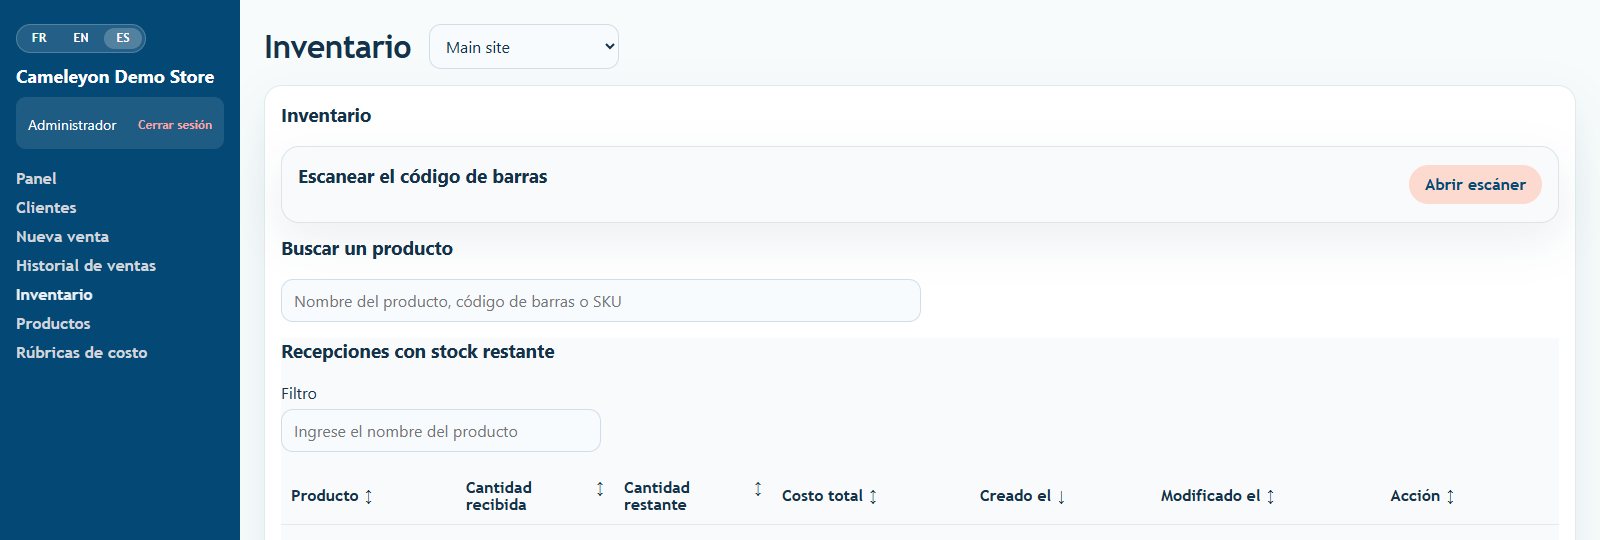 FR EN ES
Cameleyon Demo Store
Administrador Cerrar sesión
Panel
Clientes
Nueva venta
Historial de ventas
Inventario
Productos
Rúbricas de costo
Inventario Main site
Inventario
Escanear el código de barras Abrir escáner
Buscar un producto
Nombre del producto, código de barras o SKU
Recepciones con stock restante
Filtro
Ingrese el nombre del producto
Producto ↕ Cantidad recibida ↕ Cantidad restante ↕ Costo total ↕ Creado el ↓ Modificado el ↕ Acción ↕